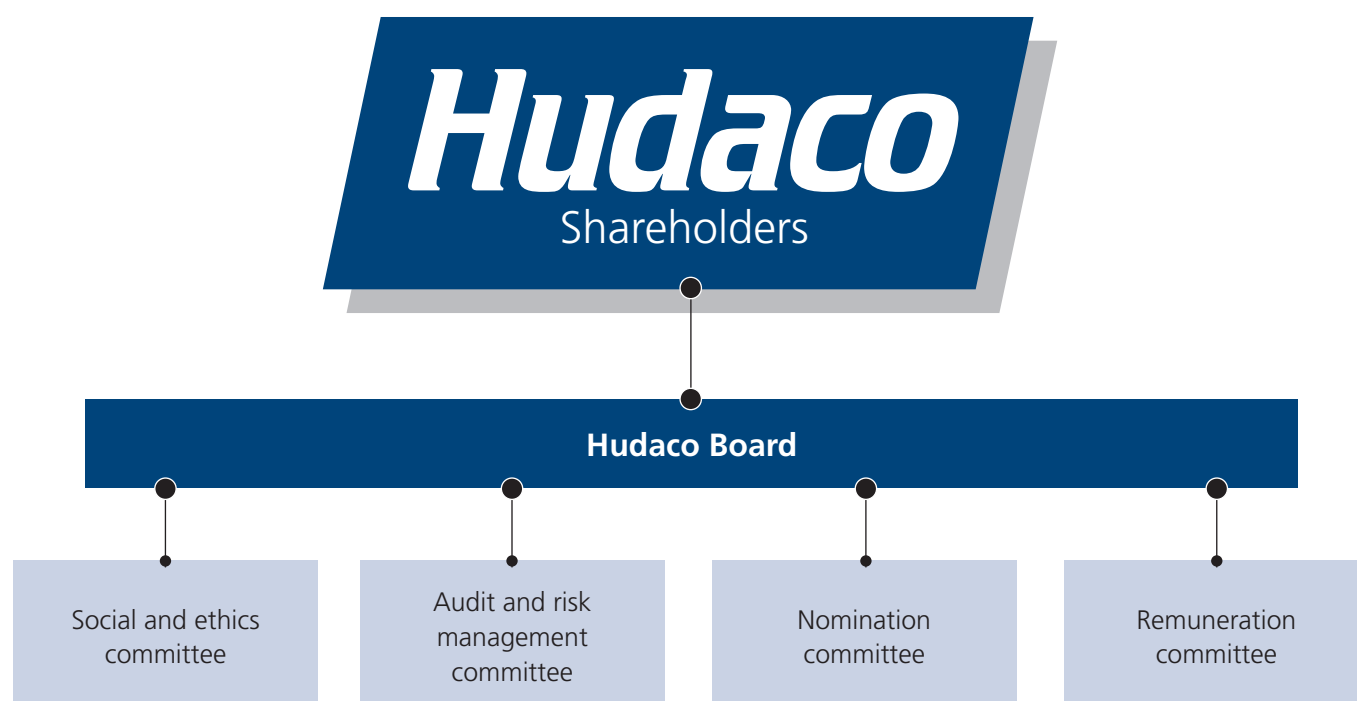 Hudaco
Shareholders
Hudaco Board
Social and ethics
committee
Audit and risk
management
committee
Nomination
committee
Remuneration
committee